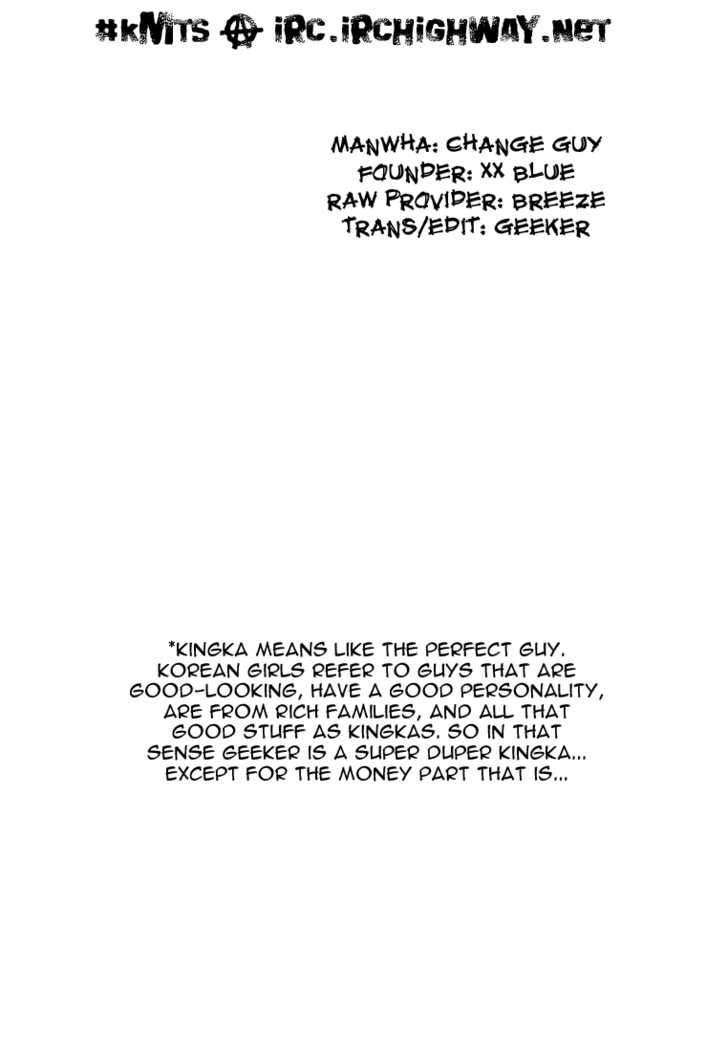 #kMTS @ iRC.iRCHiGHWAY.NeT
MANWHA: CHANGE GUY
FOUNDER: XX BLUE
RAW PROVIDER: BREEZE
TRANS/EDIT: GEEKER
*KINGKA MEANS LIKE THE PERFECT GUY.
KOREAN GIRLS REFER TO GUYS THAT ARE
GOOD-LOOKING, HAVE A GOOD PERSONALITY,
ARE FROM RICH FAMILIES, AND ALL THAT
GOOD STUFF AS KINGKAS. SO IN THAT
SENSE GEEKER IS A SUPER DUPER KINGKA...
EXCEPT FOR THE MONEY PART THAT IS...